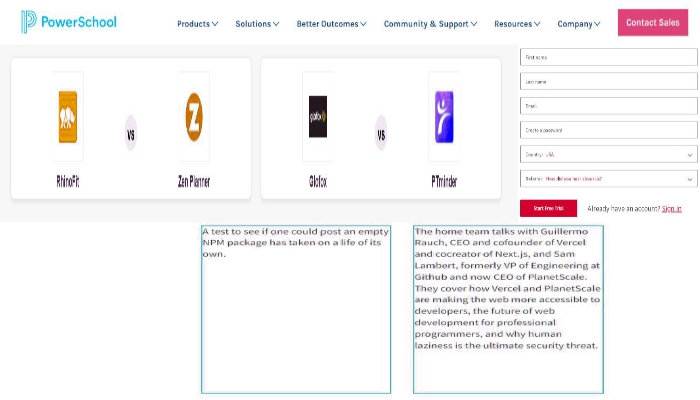 PowerSchool
Products Solutions Better Outcomes Community & Support Resources Company Contact Sales
VS
RhinoFit Zen Planner
glofox
VS
Glofox PTminder
First name
Last name
Email
Create a password
Country: USA
Referrer: How did you hear about us?
Start Free Trial Already have an account? Sign in
A test to see if one could post an empty
NPM package has taken on a life of its
own.
The home team talks with Guillermo
Rauch, CEO and cofounder of Vercel
and cocreator of Next.js, and Sam
Lambert, formerly VP of Engineering at
Github and now CEO of PlanetScale.
They cover how Vercel and PlanetScale
are making the web more accessible to
developers, the future of web
development for professional
programmers, and why human
laziness is the ultimate security threat.